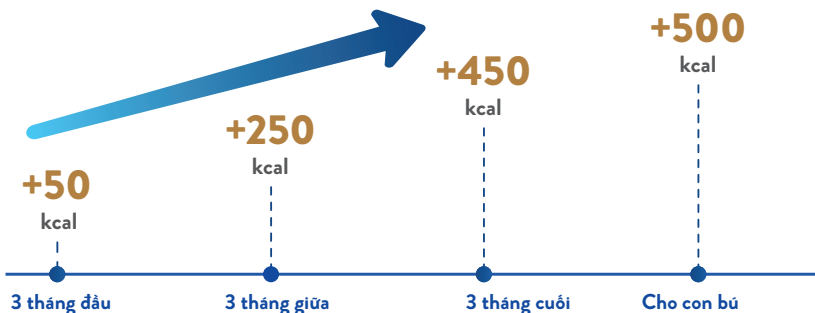 +50
kcal
3 tháng đầu
+250
kcal
3 tháng giữa
+450
kcal
3 tháng cuối
+500
kcal
Cho con bú